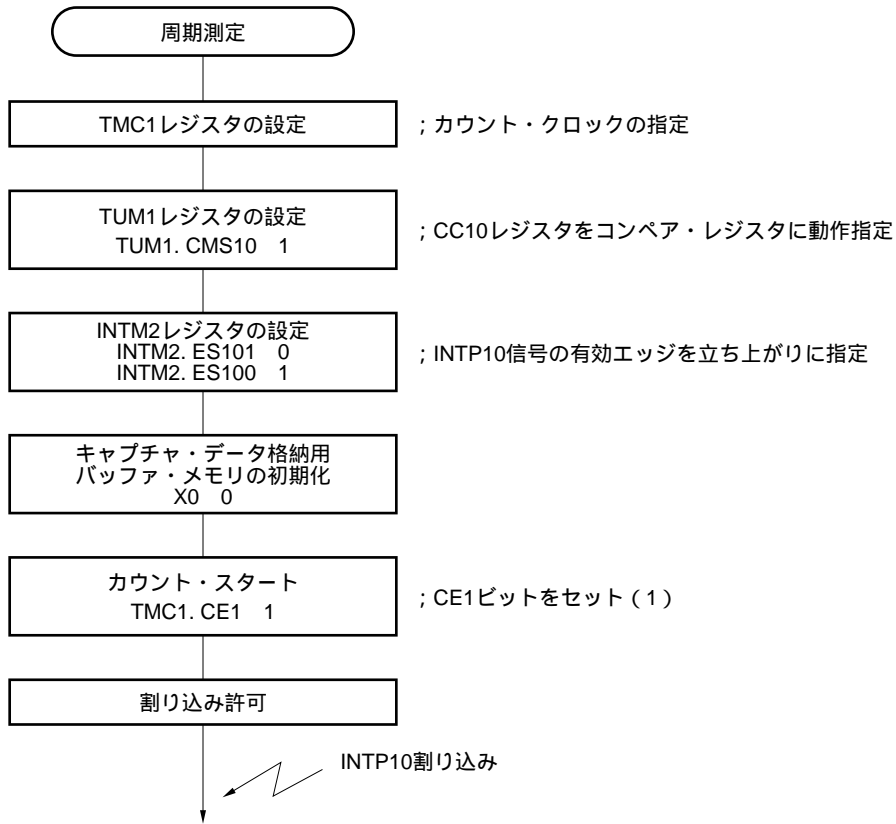 周期測定
TMC1レジスタの設定
；カウント・クロックの指定
TUM1レジスタの設定
TUM1. CMS10 1
；CC10レジスタをコンペア・レジスタに動作指定
INTM2レジスタの設定
INTM2. ES101 0
INTM2. ES100 1
；INTP10信号の有効エッジを立ち上がりに指定
キャプチャ・データ格納用
バッファ・メモリの初期化
X0 0
カウント・スタート
TMC1. CE1 1
；CE1ビットをセット（1）
割り込み許可
INTP10割り込み